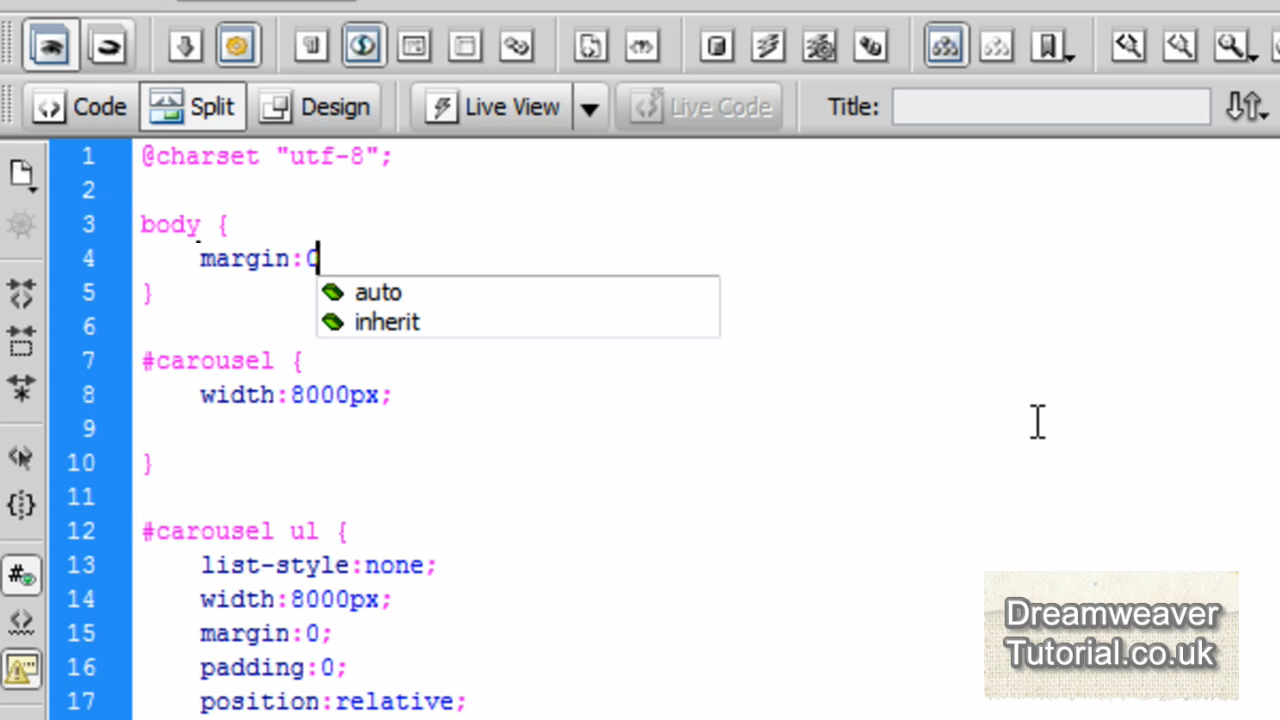 Code Split Design Live View Live Code Title:
1 @charset "utf-8";
2
3 body {
4 margin:0
auto
5 }
inherit
6
7 #carousel {
8 width:8000px;
9
10 }
11
12 #carousel ul {
13 list-style:none;
14 width:8000px;
15 margin:0;
16 padding:0;
17 position:relative;
Dreamweaver
Tutorial.co.uk